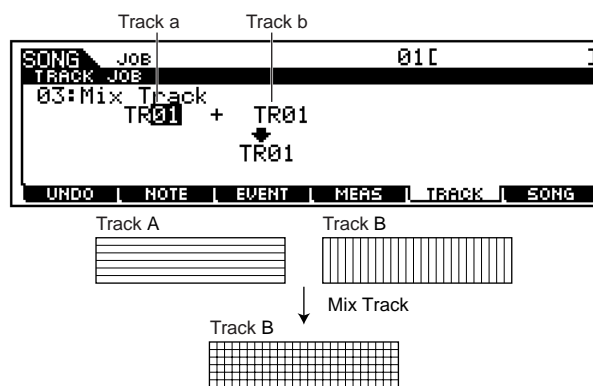 Track a Track b
SONG JOB 01[ ]
TRACK JOB
03:Mix Track
TR01 + TR01
TR01
UNDO NOTE EVENT MEAS TRACK SONG
Track A Track B
Mix Track
Track B